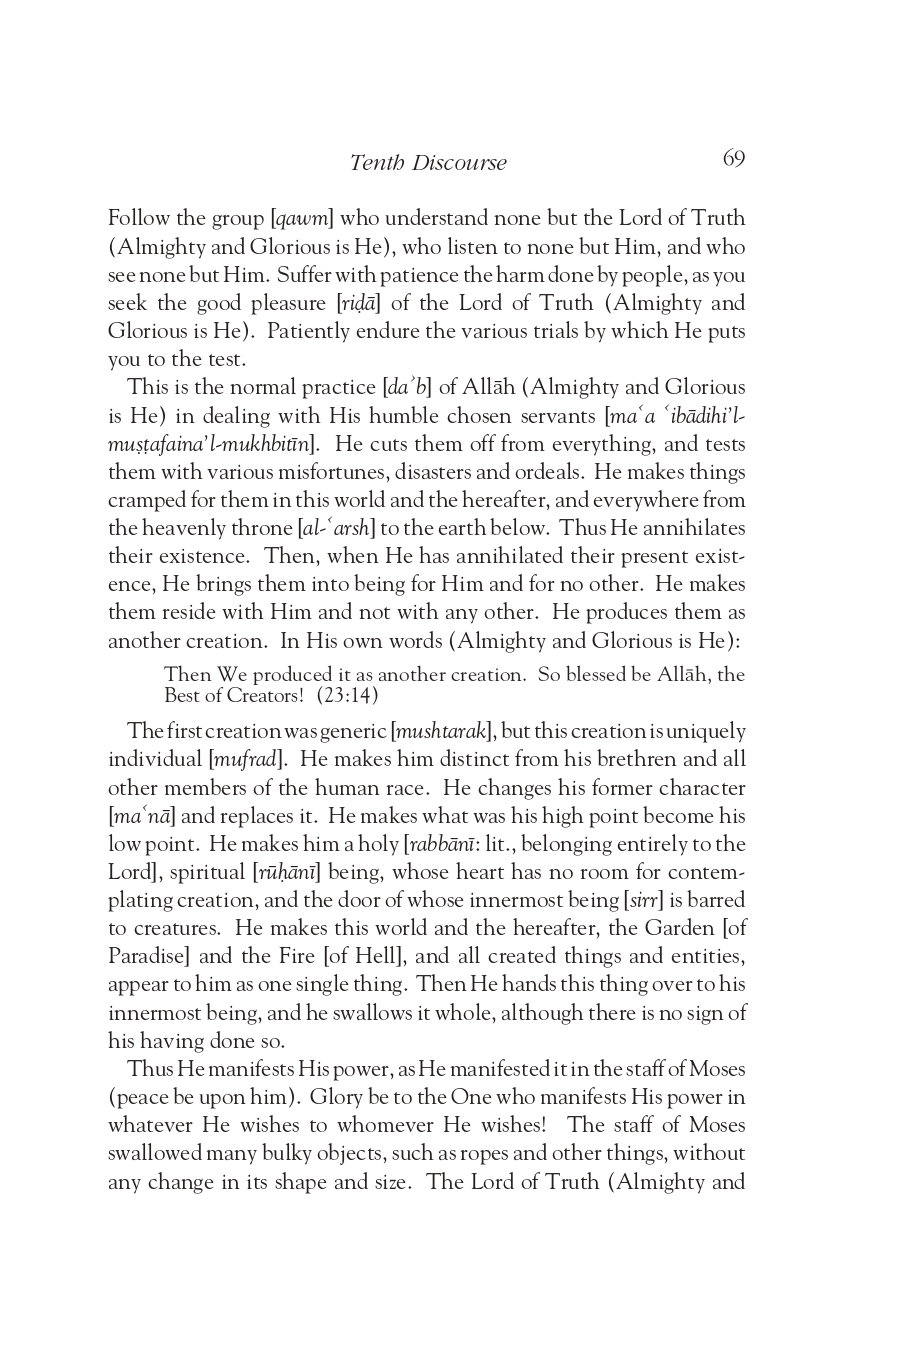 Tenth Discourse 69
Follow the group [qawm] who understand none but the Lord of Truth
(Almighty and Glorious is He), who listen to none but Him, and who
see none but Him. Suffer with patience the harm done by people, as you
seek the good pleasure [riḍā] of the Lord of Truth (Almighty and
Glorious is He). Patiently endure the various trials by which He puts
you to the test.
This is the normal practice [daʾb] of Allāh (Almighty and Glorious
is He) in dealing with His humble chosen servants [maʿa ʿibādihi’l-
muṣṭafaina’l-mukhbitīn]. He cuts them off from everything, and tests
them with various misfortunes, disasters and ordeals. He makes things
cramped for them in this world and the hereafter, and everywhere from
the heavenly throne [al-ʿarsh] to the earth below. Thus He annihilates
their existence. Then, when He has annihilated their present exist-
ence, He brings them into being for Him and for no other. He makes
them reside with Him and not with any other. He produces them as
another creation. In His own words (Almighty and Glorious is He):
Then We produced it as another creation. So blessed be Allāh, the
Best of Creators! (23:14)
The first creation was generic [mushtarak], but this creation is uniquely
individual [mufrad]. He makes him distinct from his brethren and all
other members of the human race. He changes his former character
[maʿnā] and replaces it. He makes what was his high point become his
low point. He makes him a holy [rabbānī: lit., belonging entirely to the
Lord], spiritual [rūḥānī] being, whose heart has no room for contem-
plating creation, and the door of whose innermost being [sirr] is barred
to creatures. He makes this world and the hereafter, the Garden [of
Paradise] and the Fire [of Hell], and all created things and entities,
appear to him as one single thing. Then He hands this thing over to his
innermost being, and he swallows it whole, although there is no sign of
his having done so.
Thus He manifests His power, as He manifested it in the staff of Moses
(peace be upon him). Glory be to the One who manifests His power in
whatever He wishes to whomever He wishes! The staff of Moses
swallowed many bulky objects, such as ropes and other things, without
any change in its shape and size. The Lord of Truth (Almighty and